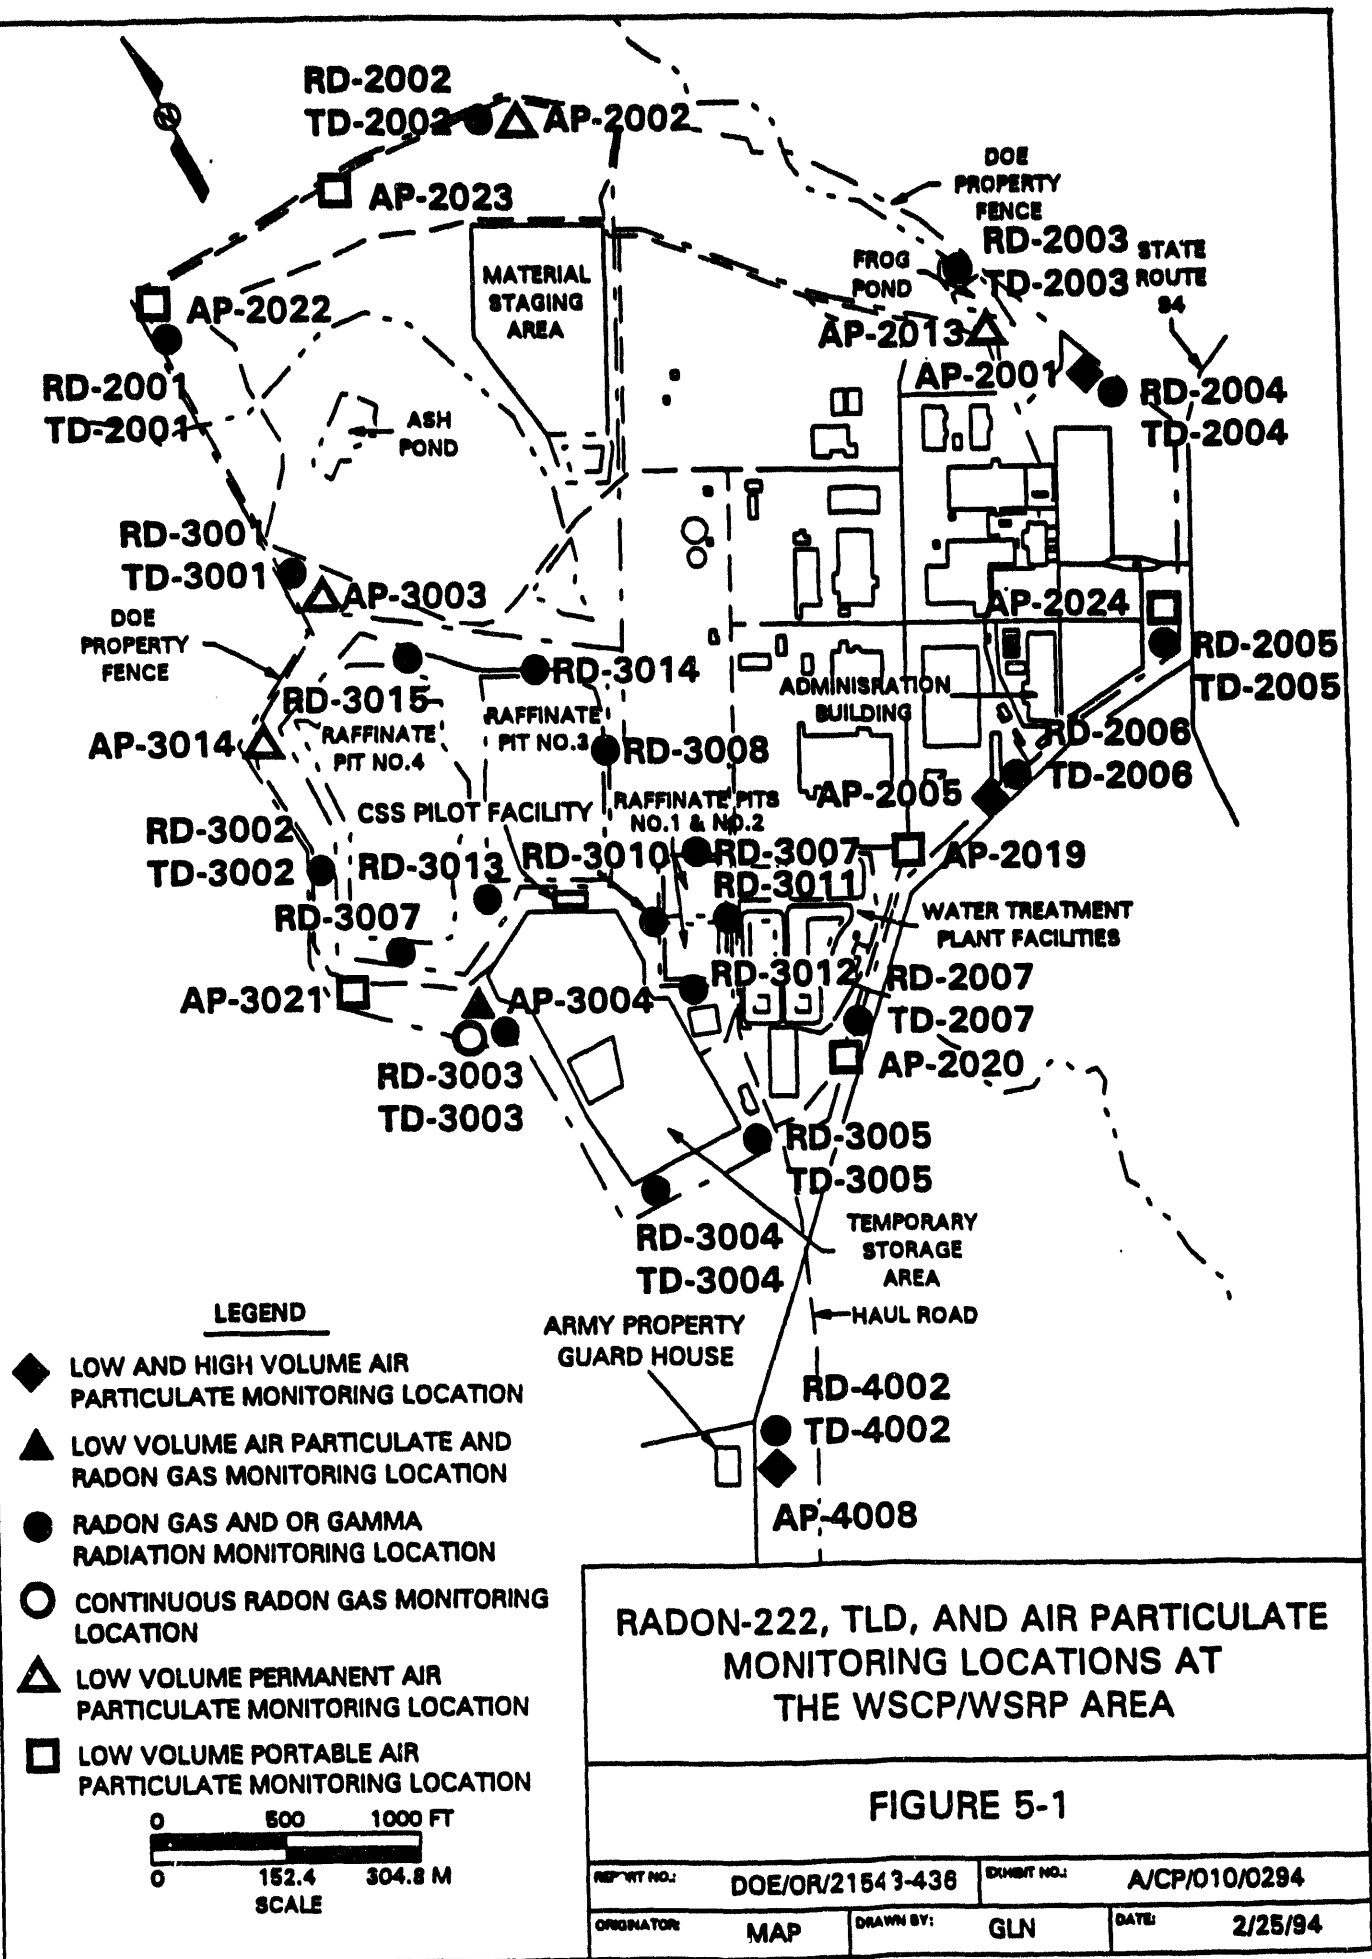 RD-2002
TD-2002
AP-2002
AP-2023
DOE
PROPERTY
FENCE
RD-2003
TD-2003
STATE
ROUTE
94
FROG
POND
MATERIAL
STAGING
AREA
AP-2022
AP-2013
AP-2001
RD-2001
TD-2001
RD-2004
TD-2004
ASH
POND
RD-3001
TD-3001
AP-3003
AP-2024
DOE
PROPERTY
FENCE
RD-2005
TD-2005
RD-3014
RD-3015
ADMINISRATION
BUILDING
RAFFINATE
PIT NO.3
RAFFINATE
PIT NO.4
AP-3014
RD-3008
RD-2006
TD-2006
AP-2005
CSS PILOT FACILITY
RAFFINATE PITS
NO.1 & NO.2
RD-3002
TD-3002
RD-3013
RD-3010
RD-3007
RD-3011
AP-2019
RD-3007
WATER TREATMENT
PLANT FACILITIES
RD-3012
RD-2007
TD-2007
AP-3021
AP-3004
AP-2020
RD-3003
TD-3003
RD-3005
TD-3005
RD-3004
TD-3004
TEMPORARY
STORAGE
AREA
HAUL ROAD
ARMY PROPERTY
GUARD HOUSE
RD-4002
TD-4002
AP-4008
N
LEGEND
LOW AND HIGH VOLUME AIR
PARTICULATE MONITORING LOCATION
LOW VOLUME AIR PARTICULATE AND
RADON GAS MONITORING LOCATION
RADON GAS AND OR GAMMA
RADIATION MONITORING LOCATION
CONTINUOUS RADON GAS MONITORING
LOCATION
LOW VOLUME PERMANENT AIR
PARTICULATE MONITORING LOCATION
LOW VOLUME PORTABLE AIR
PARTICULATE MONITORING LOCATION
0 500 1000 FT
0 152.4 304.8 M
SCALE
RADON-222, TLD, AND AIR PARTICULATE
MONITORING LOCATIONS AT
THE WSCP/WSRP AREA
FIGURE 5-1
REPORT NO.: DOE/OR/21543-436 EXHIBIT NO.: A/CP/010/0294
ORIGINATOR: MAP DRAWN BY: GLN DATE: 2/25/94